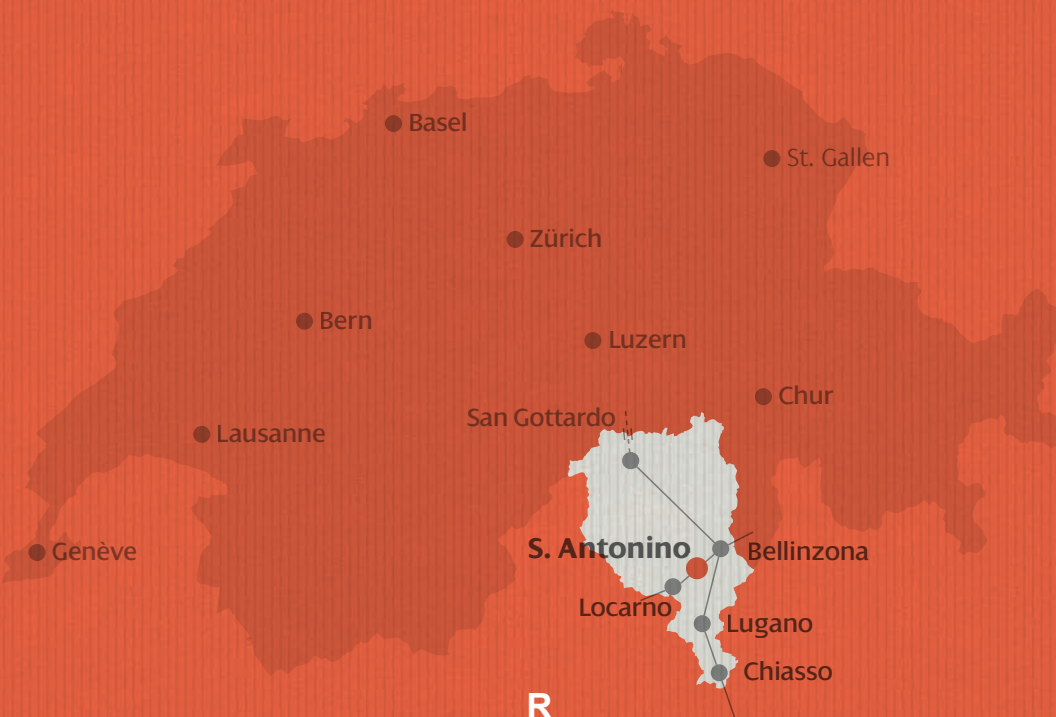 Basel
St. Gallen
Zürich
Bern
Luzern
Chur
San Gottardo
Lausanne
S. Antonino
Genève
Bellinzona
Locarno
Lugano
Chiasso
R